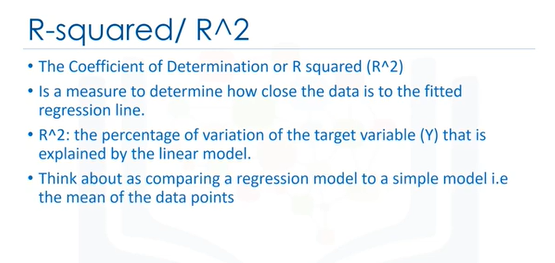 R-squared/ R^2
• The Coefficient of Determination or R squared (R^2)
• Is a measure to determine how close the data is to the fitted
regression line.
• R^2: the percentage of variation of the target variable (Y) that is
explained by the linear model.
• Think about as comparing a regression model to a simple model i.e
the mean of the data points